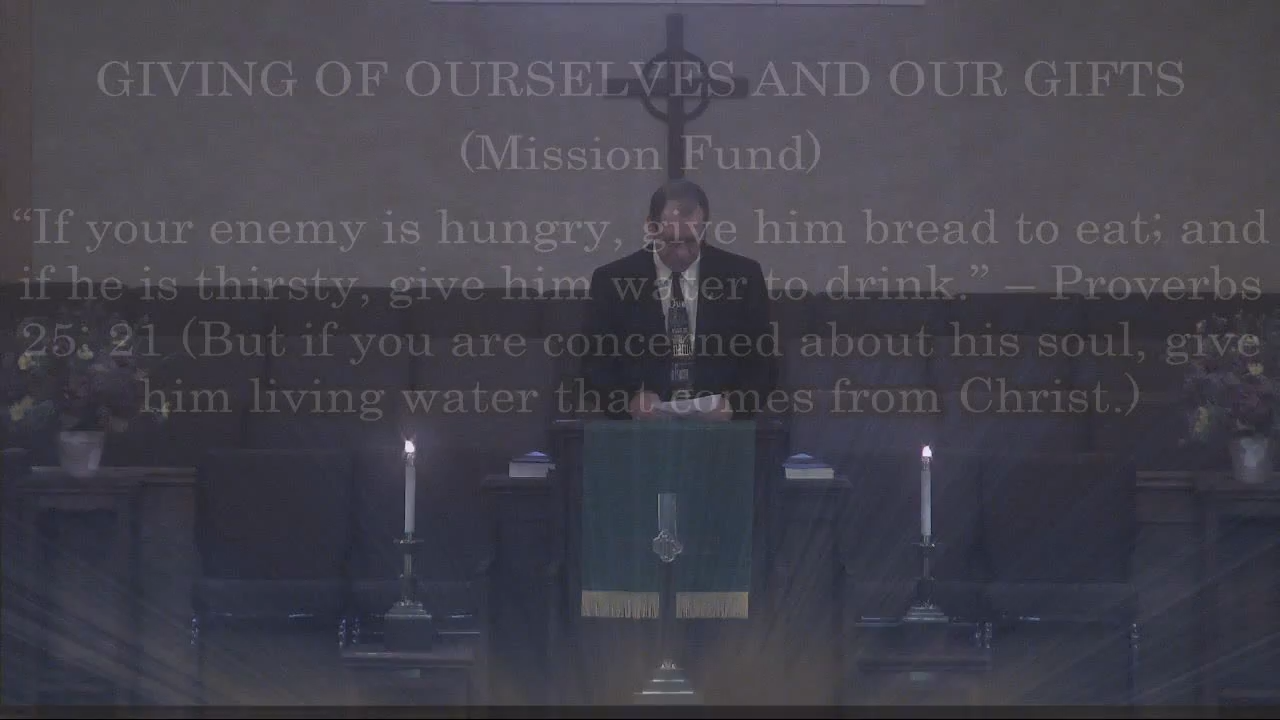 GIVING OF OURSELVES AND OUR GIFTS
(Mission Fund)
“If your enemy is hungry, give him bread to eat; and
if he is thirsty, give him water to drink.” – Proverbs
25: 21 (But if you are concerned about his soul, give
him living water that comes from Christ.)